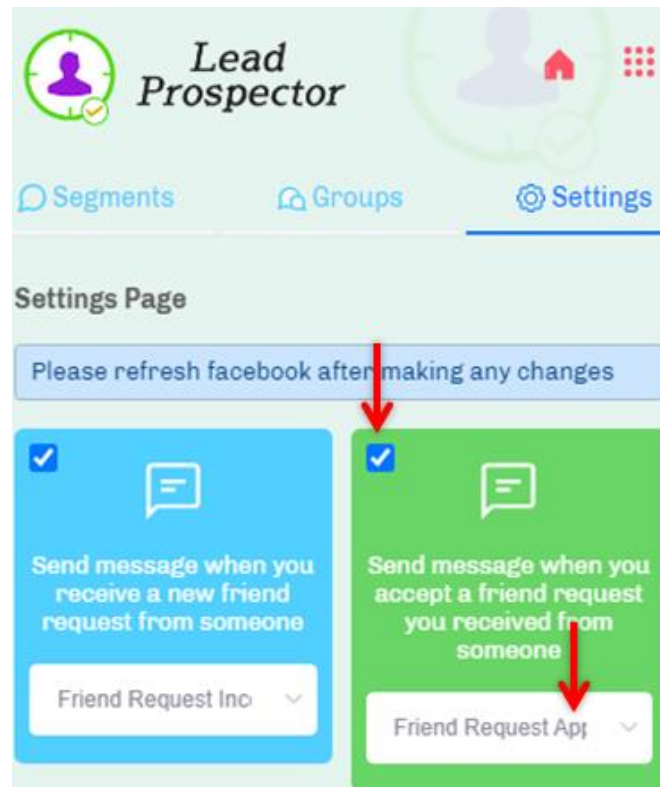 Lead
Prospector
Segments
Groups
Settings
Settings Page
Please refresh facebook after making any changes
Send message when you
receive a new friend
request from someone
Friend Request Inc
Send message when you
accept a friend request
you received from
someone
Friend Request App